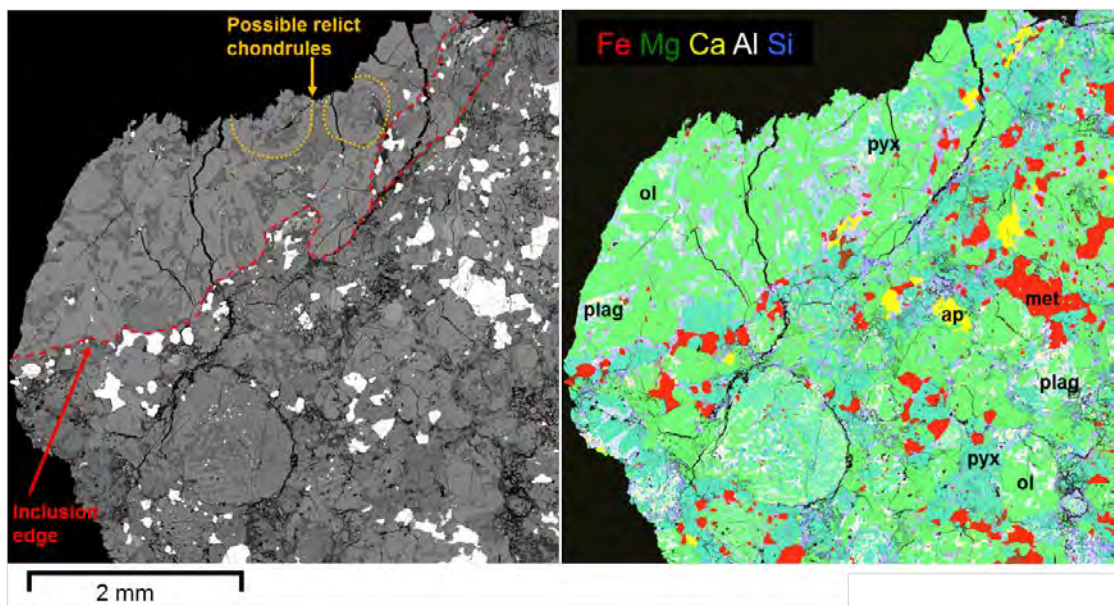 Possible relict
chondrules
Inclusion
edge
2 mm
Fe Mg Ca Al Si
pyx
ol
plag
met
ap
plag
pyx
ol